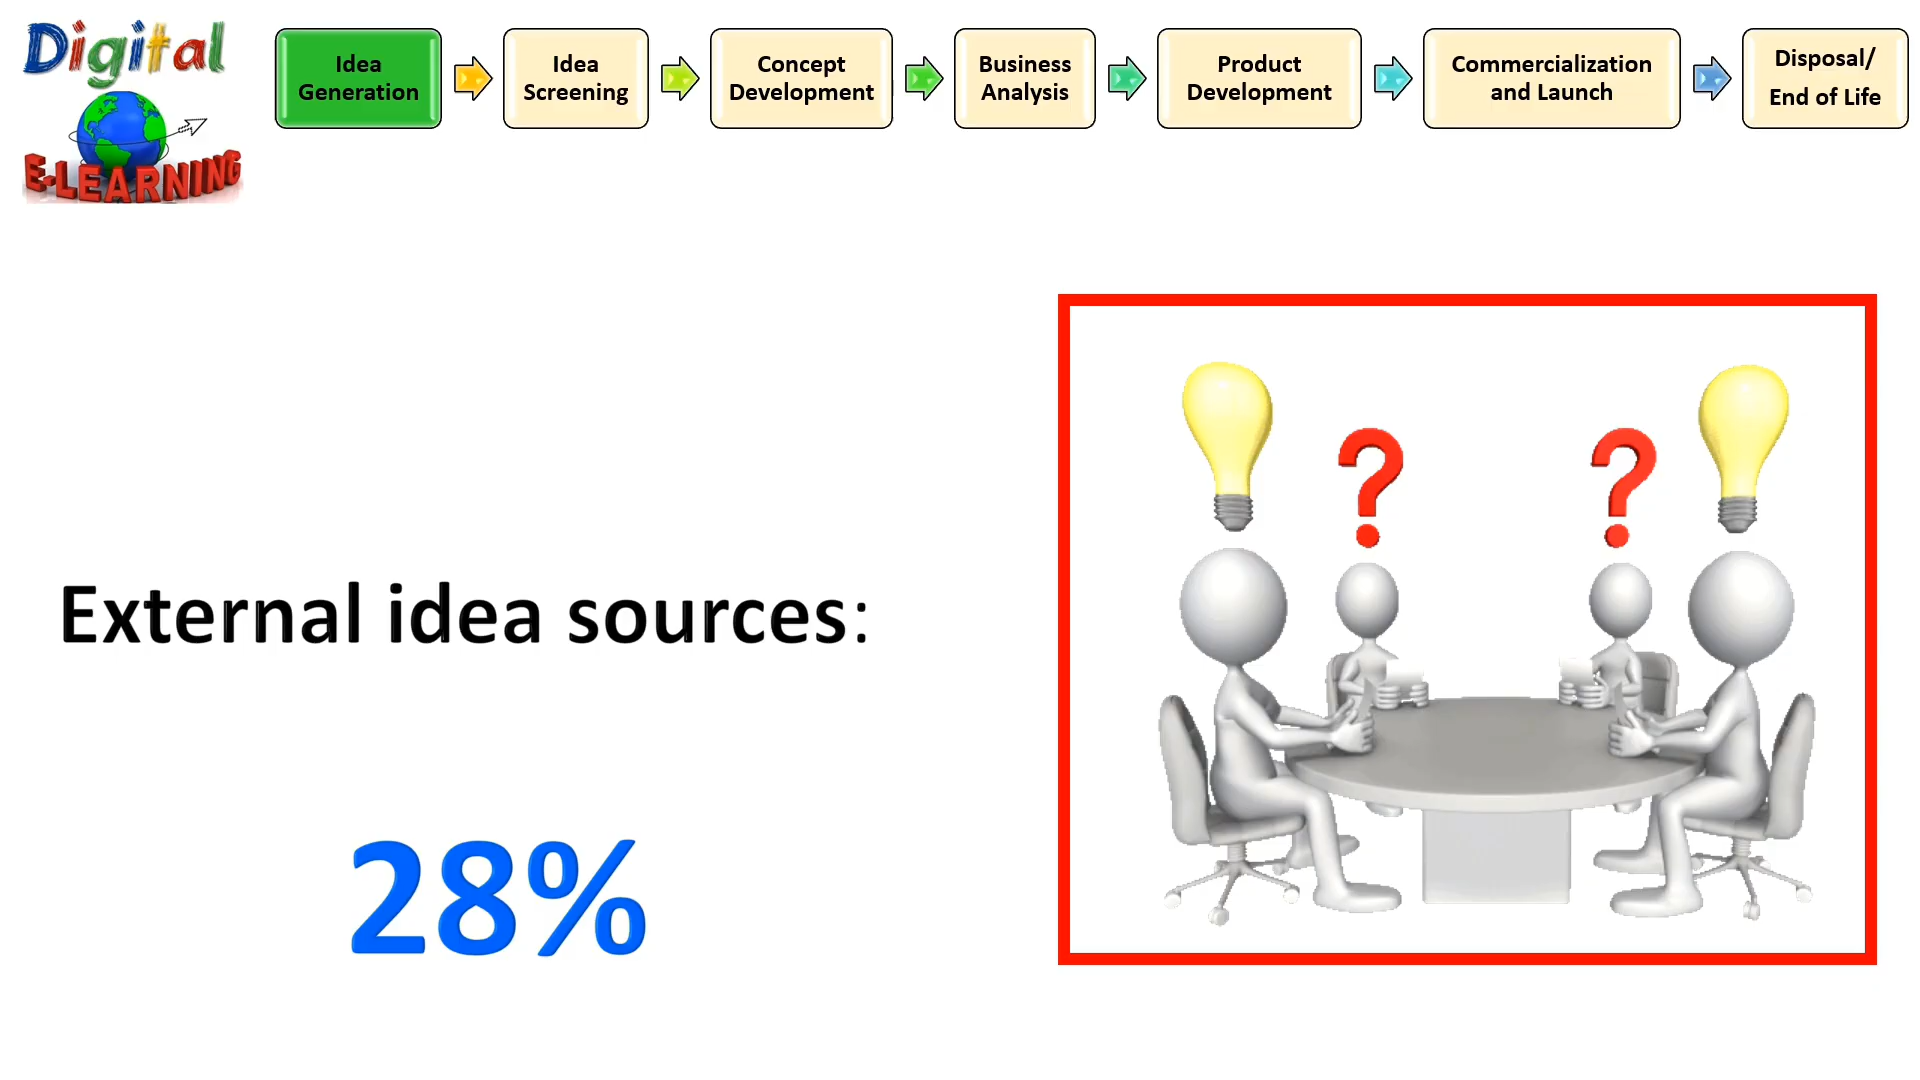 Digital
E-LEARNING
Idea
Generation
Idea
Screening
Concept
Development
Business
Analysis
Product
Development
Commercialization
and Launch
Disposal/
End of Life
External idea sources:
28%
? ?